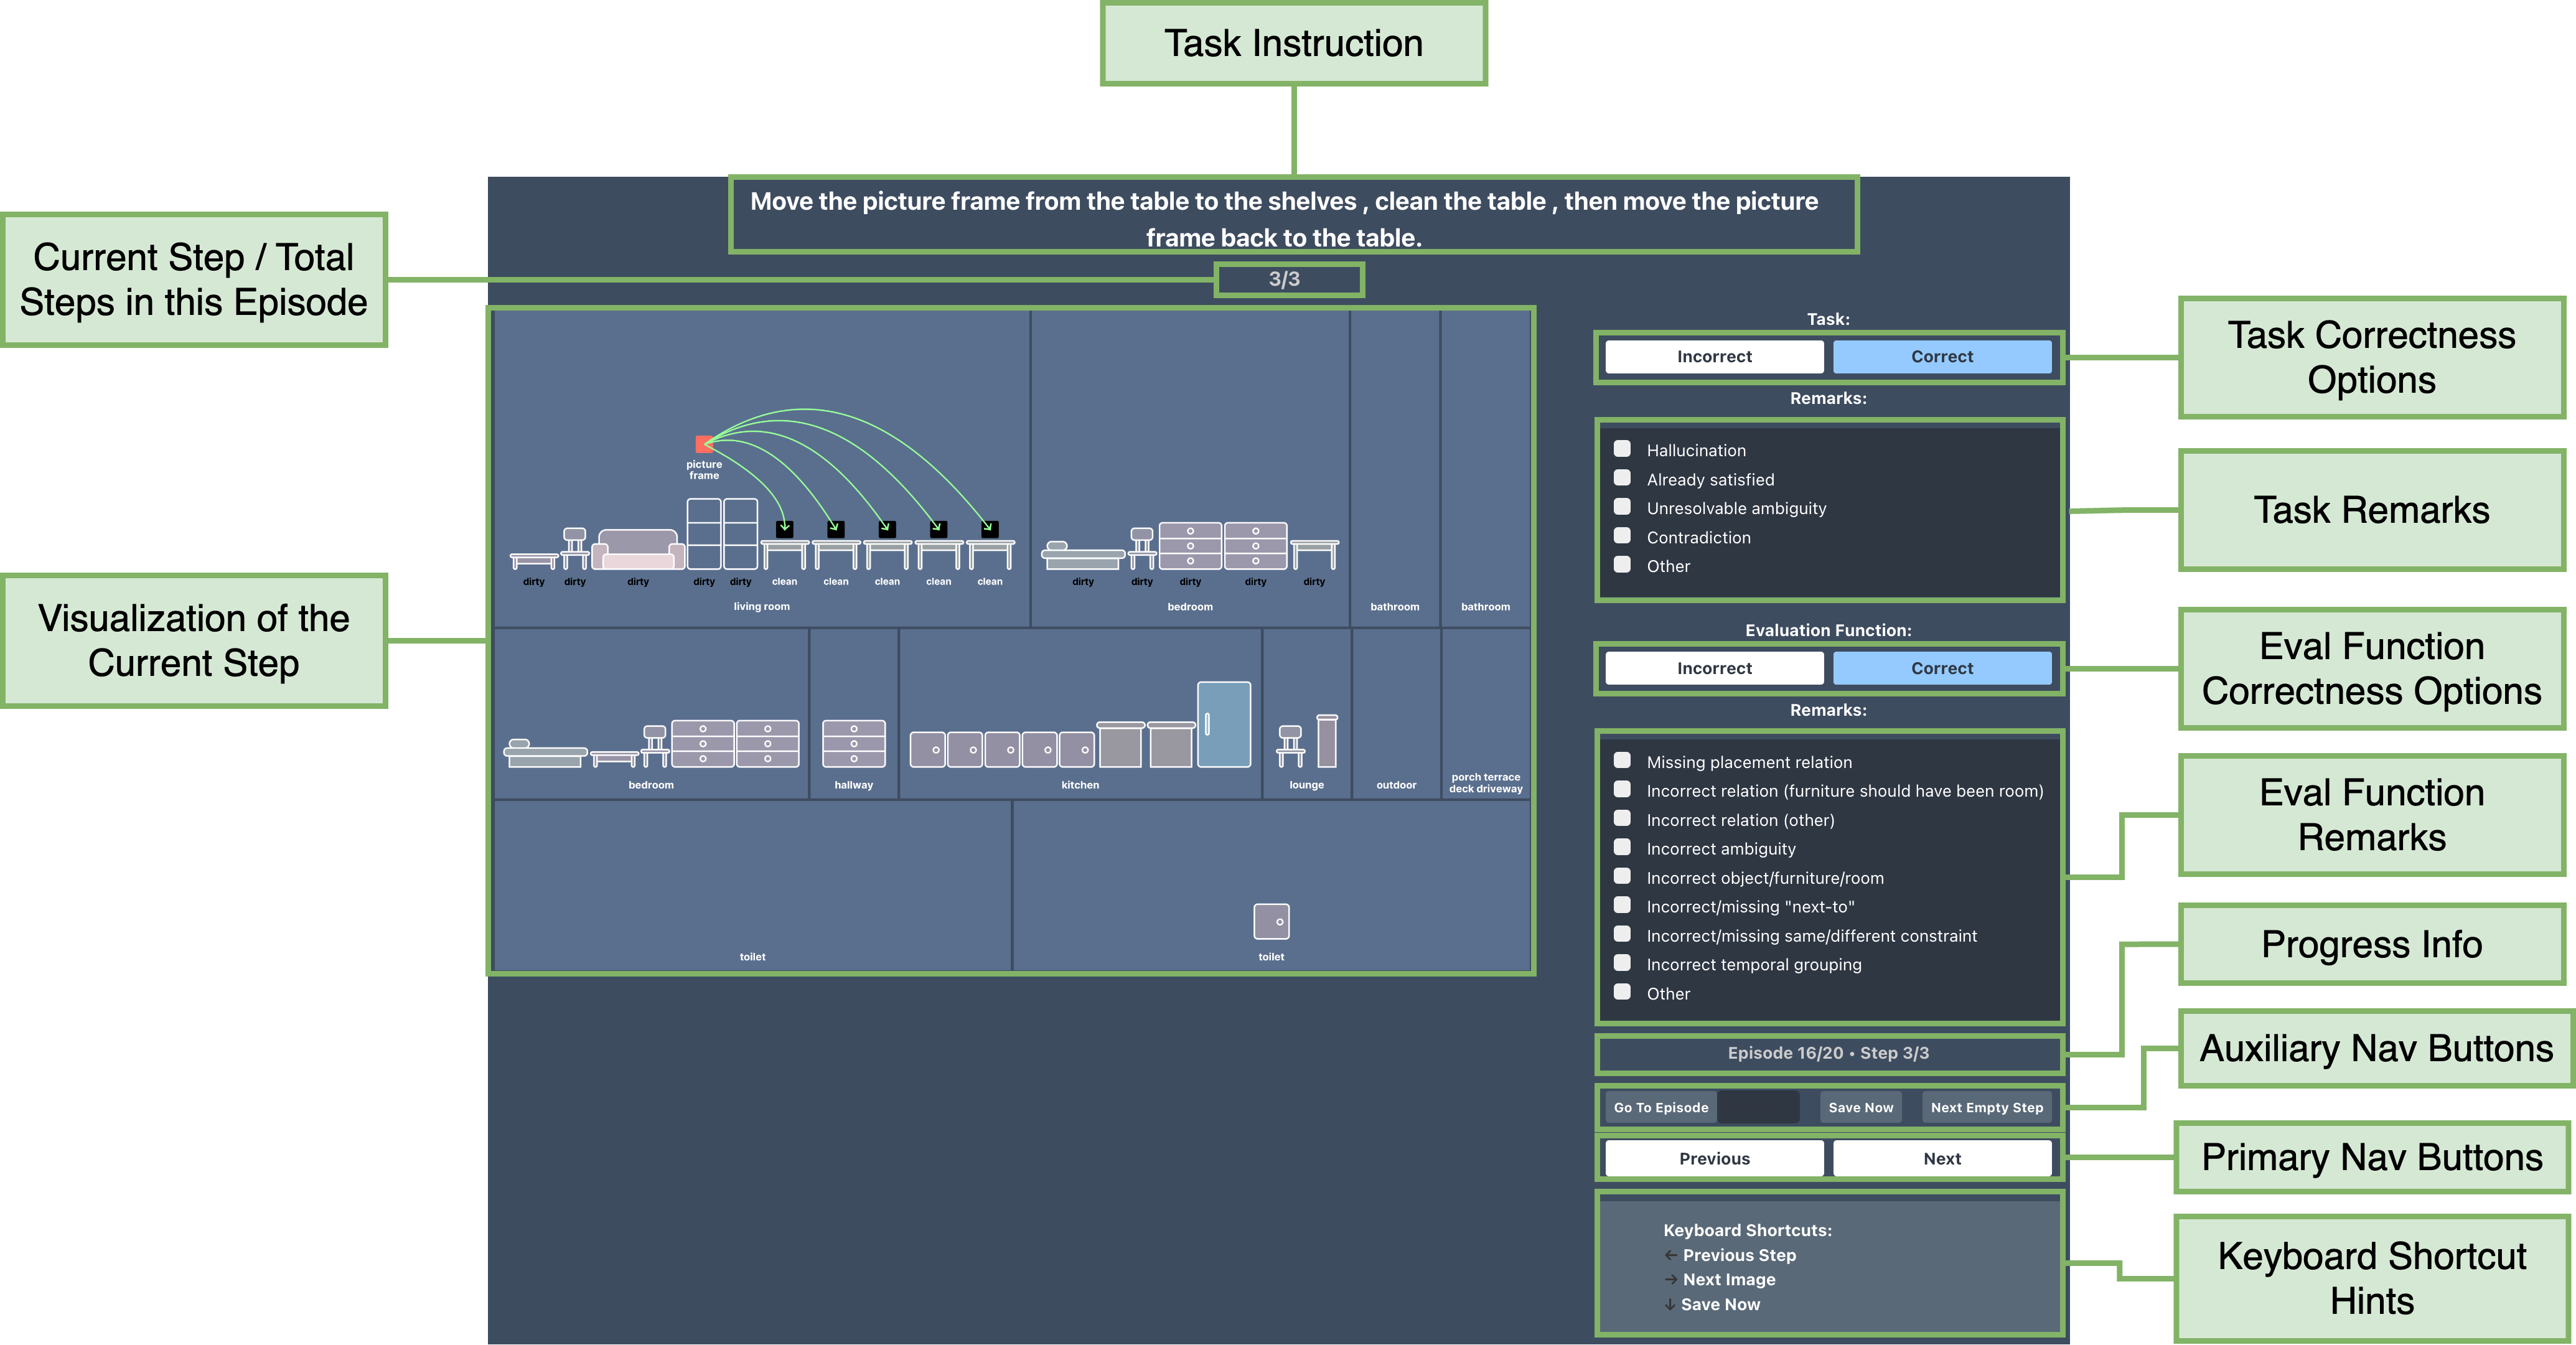 Task Instruction
Move the picture frame from the table to the shelves , clean the table , then move the picture
frame back to the table.
Current Step / Total
Steps in this Episode
3/3
Visualization of the
Current Step
picture
frame
dirty dirty dirty dirty dirty clean clean clean clean clean
living room
dirty dirty dirty dirty dirty
bedroom
bathroom
bathroom
bedroom
hallway
kitchen
lounge
outdoor
porch terrace
deck driveway
toilet
toilet
Task:
Incorrect
Correct
Remarks:
Hallucination
Already satisfied
Unresolvable ambiguity
Contradiction
Other
Evaluation Function:
Incorrect
Correct
Remarks:
Missing placement relation
Incorrect relation (furniture should have been room)
Incorrect relation (other)
Incorrect ambiguity
Incorrect object/furniture/room
Incorrect/missing "next-to"
Incorrect/missing same/different constraint
Incorrect temporal grouping
Other
Episode 16/20 • Step 3/3
Go To Episode
Save Now
Next Empty Step
Previous
Next
Keyboard Shortcuts:
← Previous Step
→ Next Image
↓ Save Now
Task Correctness
Options
Task Remarks
Eval Function
Correctness Options
Eval Function
Remarks
Progress Info
Auxiliary Nav Buttons
Primary Nav Buttons
Keyboard Shortcut
Hints